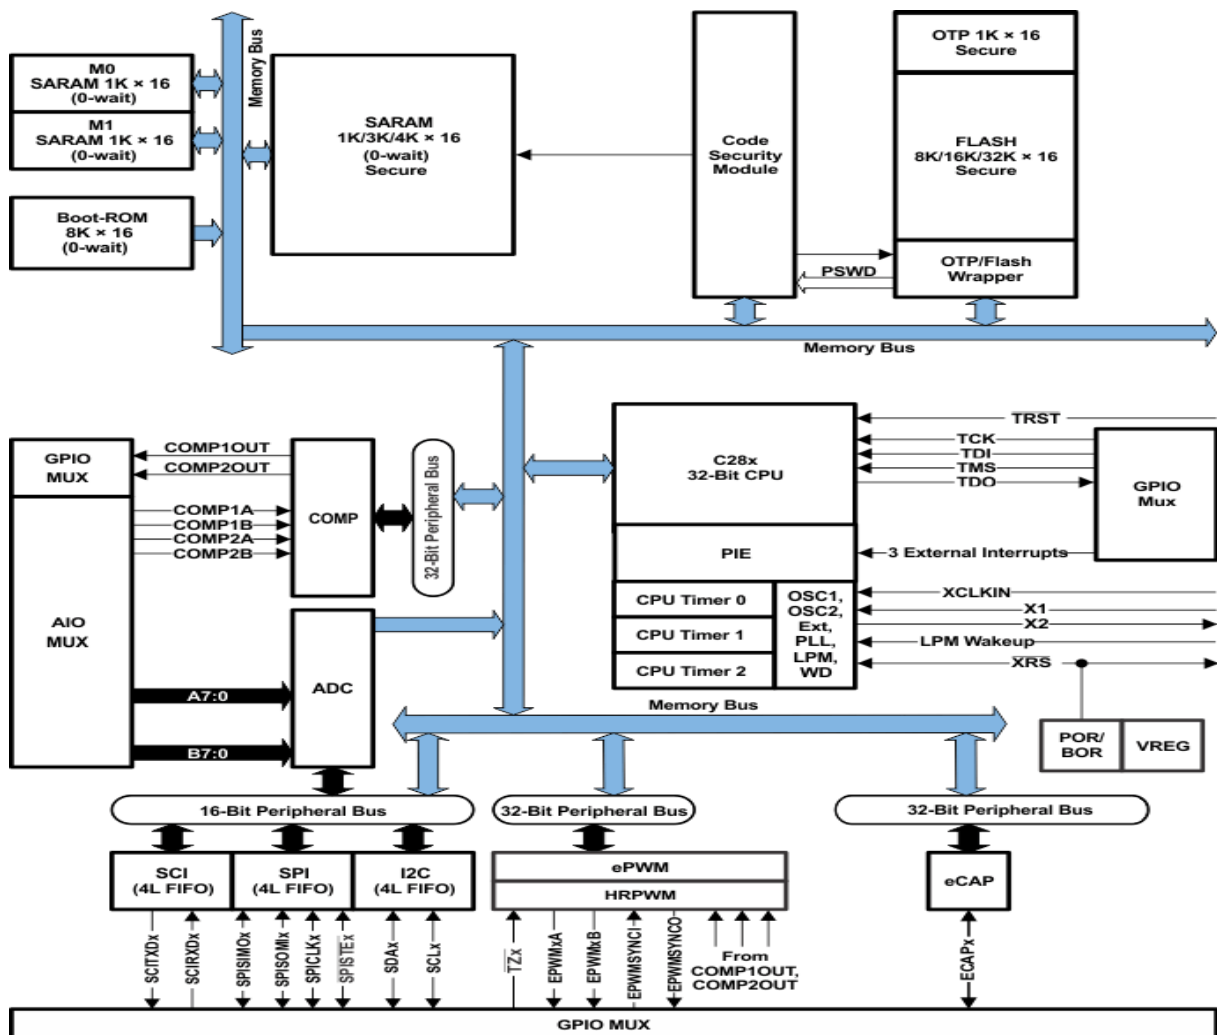 M0
SARAM 1K × 16
(0-wait)
M1
SARAM 1K × 16
(0-wait)
Boot-ROM
8K × 16
(0-wait)
Memory Bus
SARAM
1K/3K/4K × 16
(0-wait)
Secure
Code
Security
Module
OTP 1K × 16
Secure
FLASH
8K/16K/32K × 16
Secure
OTP/Flash
Wrapper
PSWD
Memory Bus
GPIO
MUX
AIO
MUX
COMP1OUT
COMP2OUT
COMP1A
COMP1B
COMP2A
COMP2B
COMP
32-Bit Peripheral Bus
A7:0
B7:0
ADC
C28x
32-Bit CPU
PIE
CPU Timer 0
CPU Timer 1
CPU Timer 2
OSC1,
OSC2,
Ext,
PLL,
LPM,
WD
TRST
TCK
TDI
TMS
TDO
GPIO
Mux
3 External Interrupts
XCLKIN
X1
X2
LPM Wakeup
XRS
POR/
BOR
VREG
Memory Bus
16-Bit Peripheral Bus
32-Bit Peripheral Bus
32-Bit Peripheral Bus
SCI
(4L FIFO)
SPI
(4L FIFO)
I2C
(4L FIFO)
ePWM
HRPWM
eCAP
SCITXDx
SCIRXDx
SPISIMOx
SPISOMIx
SPICLKx
SPISTEx
SDAx
SCLx
TZx
EPWMxA
EPWMxB
EPWMSYNCI
EPWMSYNCO
From
COMP1OUT,
COMP2OUT
ECAPx
GPIO MUX